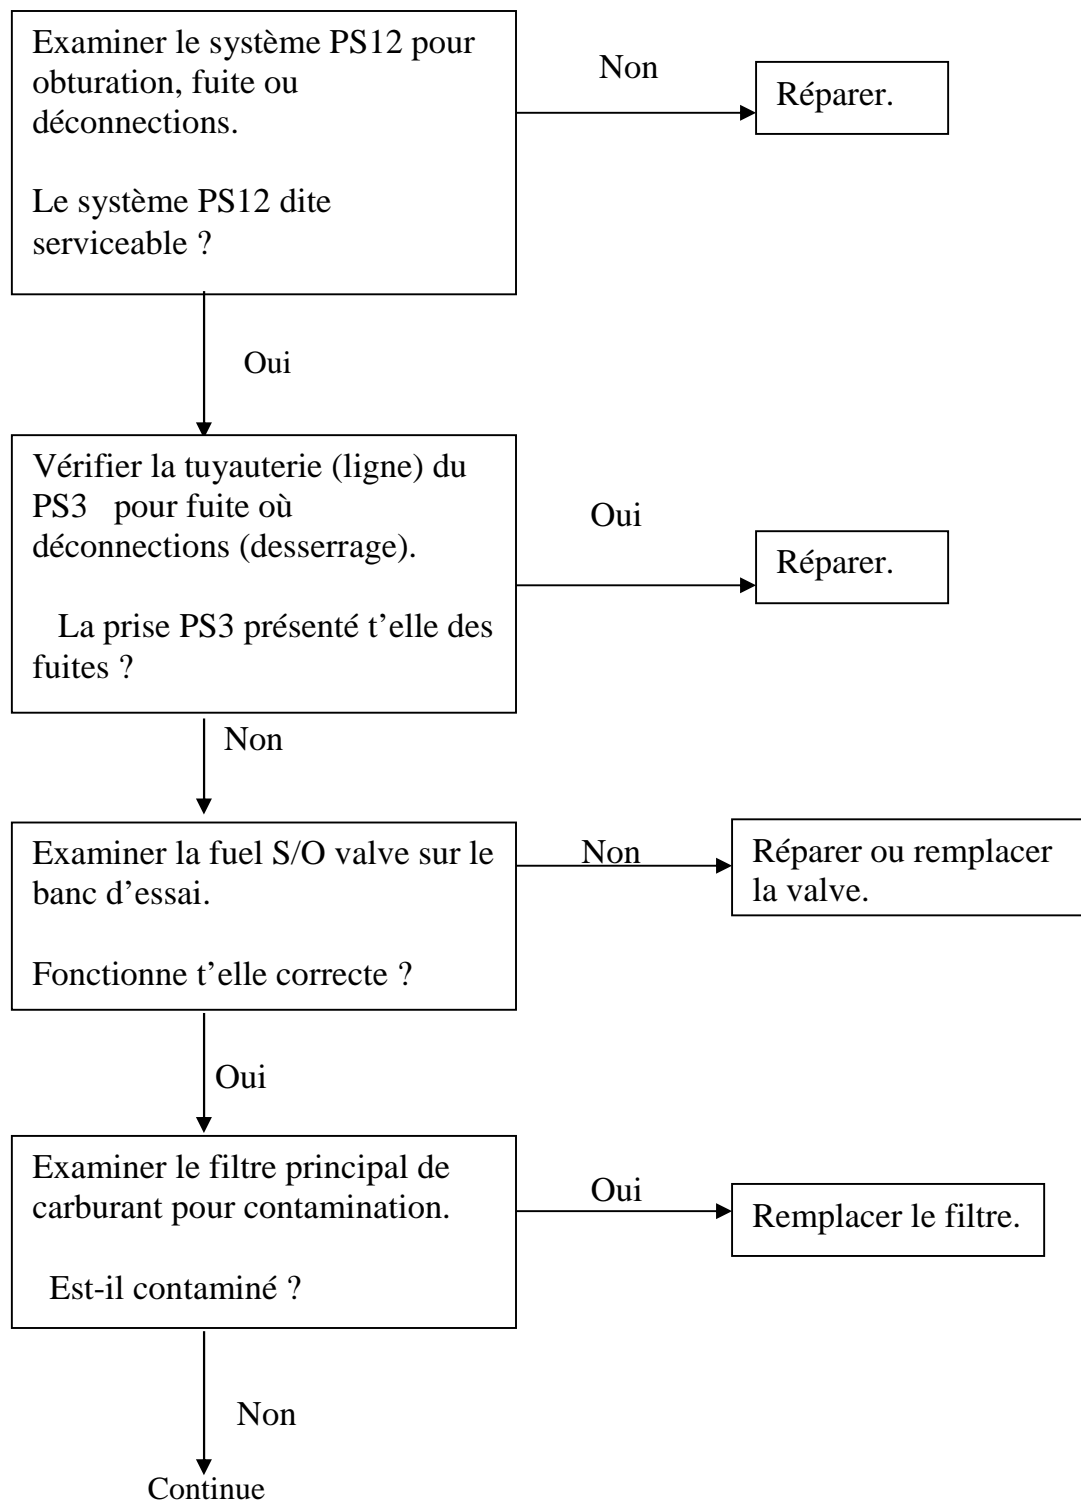 Examiner le système PS12 pour
obturation, fuite ou
déconnections.
Le système PS12 dite
serviceable ?
Non
Réparer.
Oui
Vérifier la tuyauterie (ligne) du
PS3 pour fuite où
déconnections (desserrage).
La prise PS3 présenté t'elle des
fuites ?
Oui
Réparer.
Non
Examiner la fuel S/O valve sur le
banc d'essai.
Fonctionne t'elle correcte ?
Non
Réparer ou remplacer
la valve.
Oui
Examiner le filtre principal de
carburant pour contamination.
Est-il contaminé ?
Oui
Remplacer le filtre.
Non
Continue